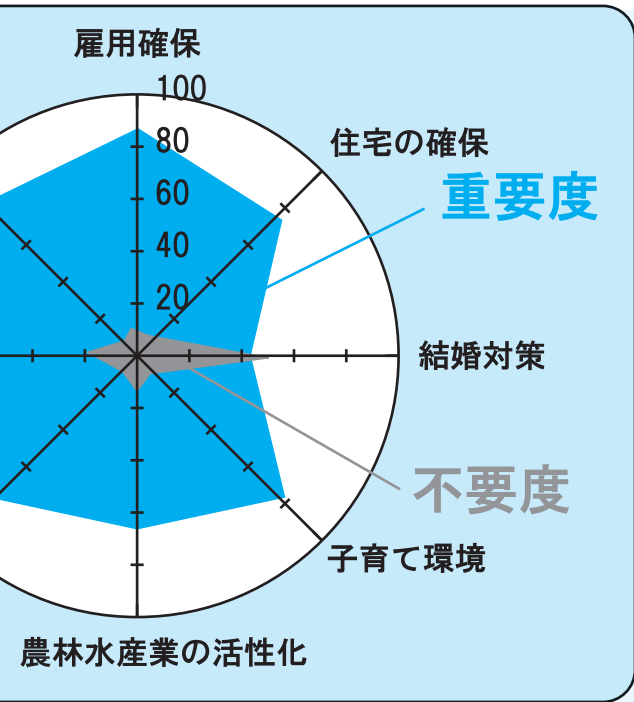 雇用確保
100
80
60
40
20
住宅の確保
重要度
結婚対策
不要度
子育て環境
農林水産業の活性化